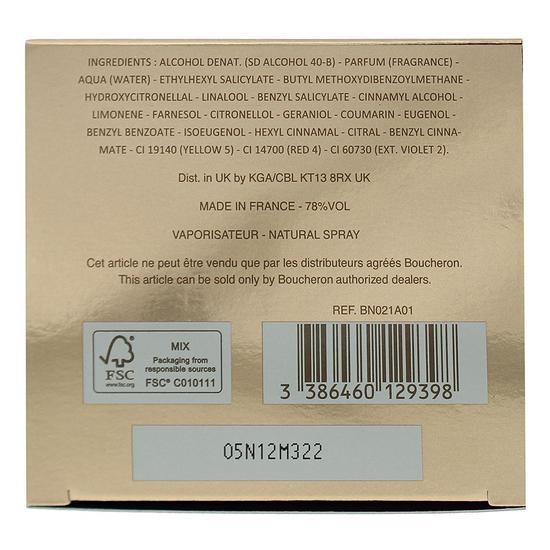 INGREDIENTS : ALCOHOL DENAT. (SD ALCOHOL 40-B) - PARFUM (FRAGRANCE) -
AQUA (WATER) - ETHYLHEXYL SALICYLATE - BUTYL METHOXYDIBENZOYLMETHANE -
HYDROXYCITRONELLAL - LINALOOL - BENZYL SALICYLATE - CINNAMYL ALCOHOL -
LIMONENE - FARNESOL - CITRONELLOL - GERANIOL - COUMARIN - EUGENOL -
BENZYL BENZOATE - ISOEUGENOL - HEXYL CINNAMAL - CITRAL - BENZYL CINNA-
MATE - CI 19140 (YELLOW 5) - CI 14700 (RED 4) - CI 60730 (EXT. VIOLET 2).
Dist. in UK by KGA/CBL KT13 8RX UK
MADE IN FRANCE - 78%VOL
VAPORISATEUR - NATURAL SPRAY
Cet article ne peut être vendu que par les distributeurs agréés Boucheron.
This article can be sold only by Boucheron authorized dealers.
REF. BN021A01
FSC
www.fsc.org
MIX
Packaging from
responsible sources
FSC® C010111
3 386460 129398
05N12M322